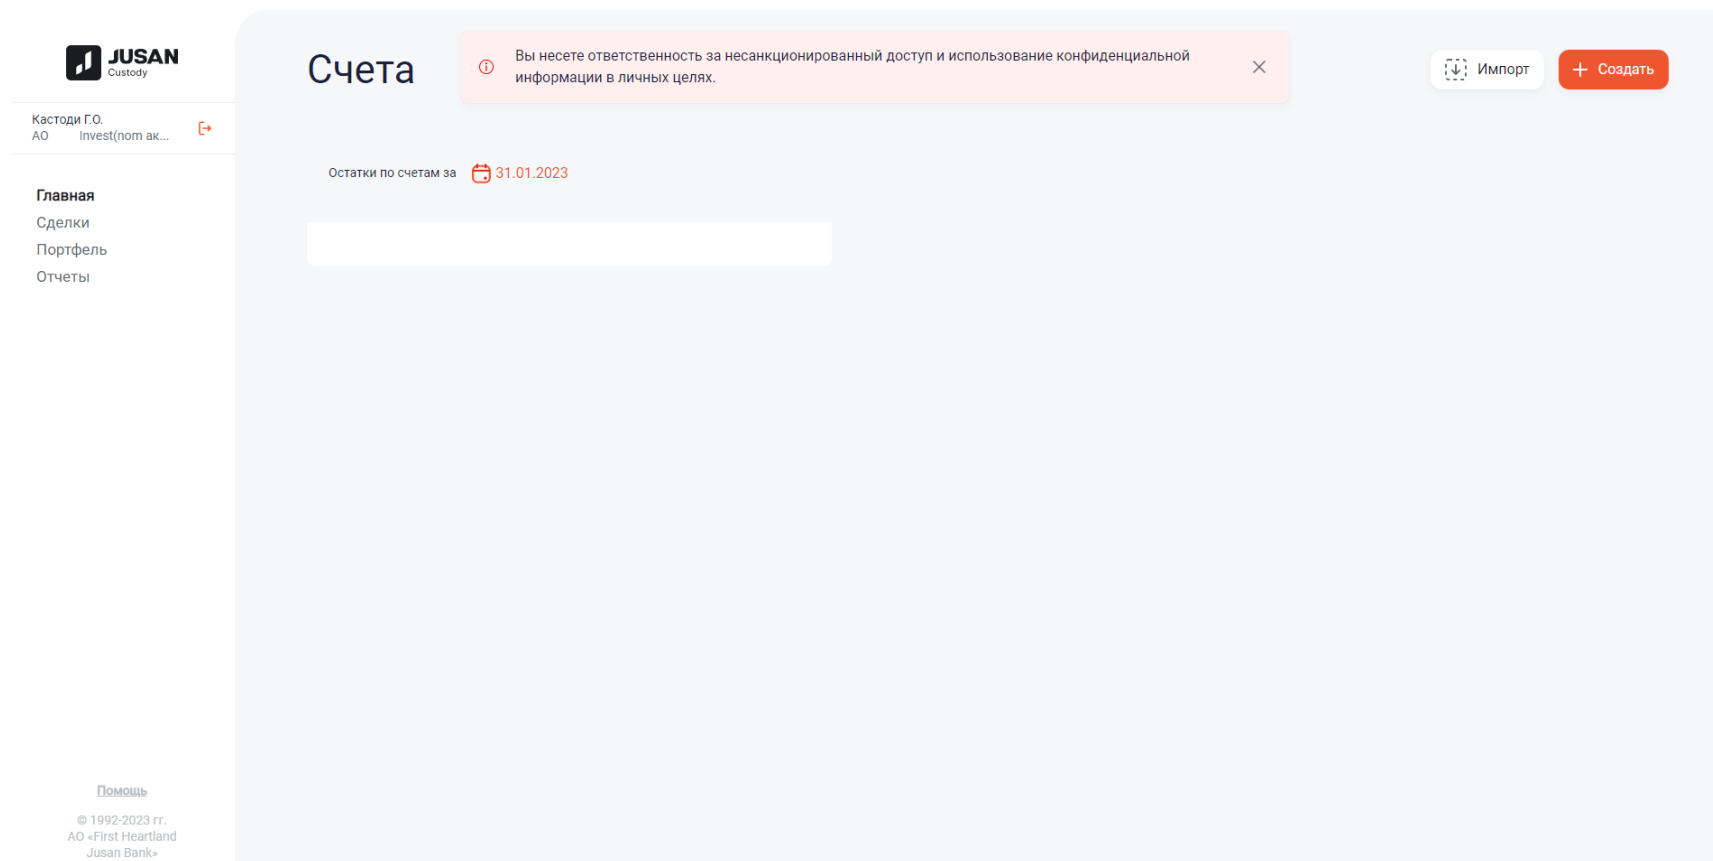 JUSAN
Custody
Кастоди Г.О.
АО Invest(nom ак...
Главная
Сделки
Портфель
Отчеты
Помощь
© 1992-2023 гг.
АО «First Heartland
Jusan Bank»
Счета
Вы несете ответственность за несанкционированный доступ и использование конфиденциальной
информации в личных целях.
Импорт
Создать
Остатки по счетам за 31.01.2023